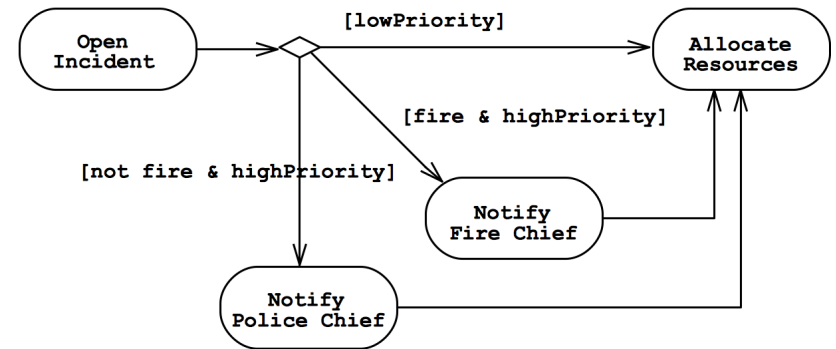 [lowPriority]
Open
Incident
Allocate
Resources
[fire & highPriority]
[not fire & highPriority]
Notify
Fire Chief
Notify
Police Chief